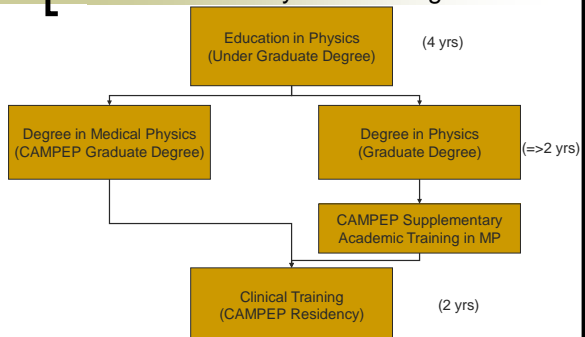 Education in Physics
(Under Graduate Degree)
(4 yrs)
Degree in Medical Physics
(CAMPEP Graduate Degree)
Degree in Physics
(Graduate Degree)
(=>2 yrs)
CAMPEP Supplementary
Academic Training in MP
Clinical Training
(CAMPEP Residency)
(2 yrs)